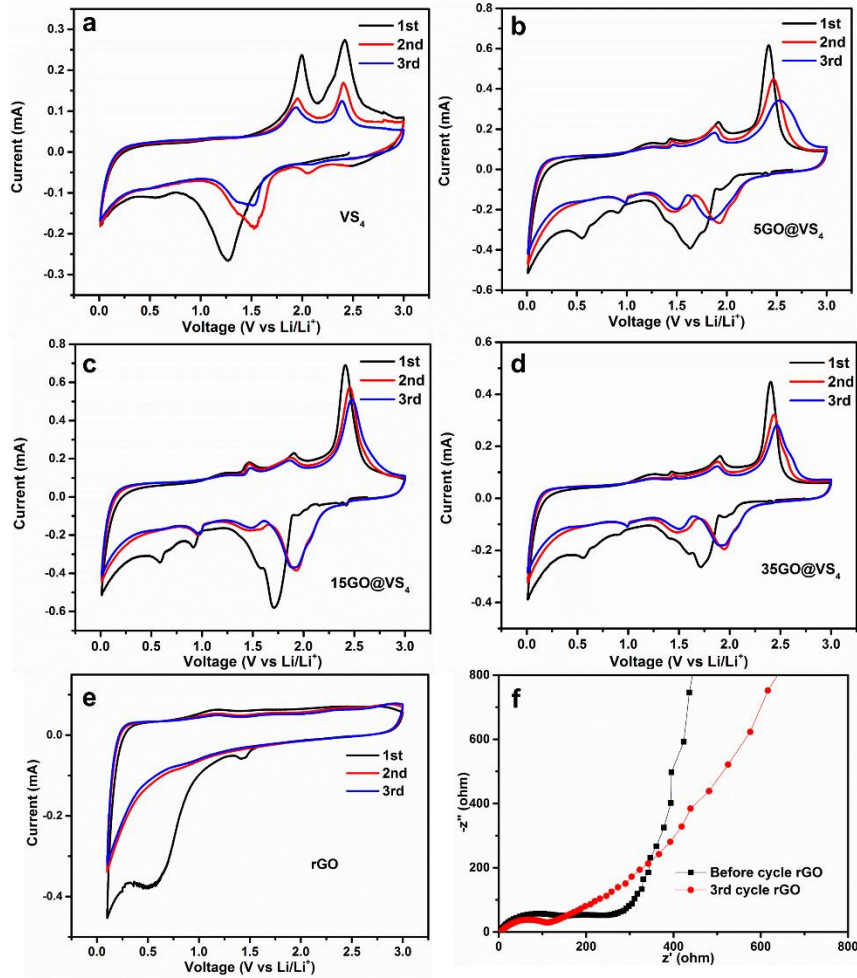 a
1st
2nd
3rd
0.3
0.2
0.1
0.0
-0.1
-0.2
-0.3
Current (mA)
VS4
0.0 0.5 1.0 1.5 2.0 2.5 3.0
Voltage (V vs Li/Li+)
b
1st
2nd
3rd
0.8
0.6
0.4
0.2
0.0
-0.2
-0.4
-0.6
Current (mA)
5GO@VS4
0.0 0.5 1.0 1.5 2.0 2.5 3.0
Voltage (V vs Li/Li+)
c
1st
2nd
3rd
0.8
0.6
0.4
0.2
0.0
-0.2
-0.4
-0.6
Current (mA)
15GO@VS4
0.0 0.5 1.0 1.5 2.0 2.5 3.0
Voltage (V vs Li/Li+)
d
1st
2nd
3rd
0.6
0.4
0.2
0.0
-0.2
-0.4
Current (mA)
35GO@VS4
0.0 0.5 1.0 1.5 2.0 2.5 3.0
Voltage (V vs Li/Li+)
e
1st
2nd
3rd
0.0
-0.2
-0.4
Current (mA)
rGO
0.0 0.5 1.0 1.5 2.0 2.5 3.0
Voltage (V vs Li/Li+)
f
800
600
400
200
0
-z'' (ohm)
Before cycle rGO
3rd cycle rGO
0 200 400 600 800
z' (ohm)